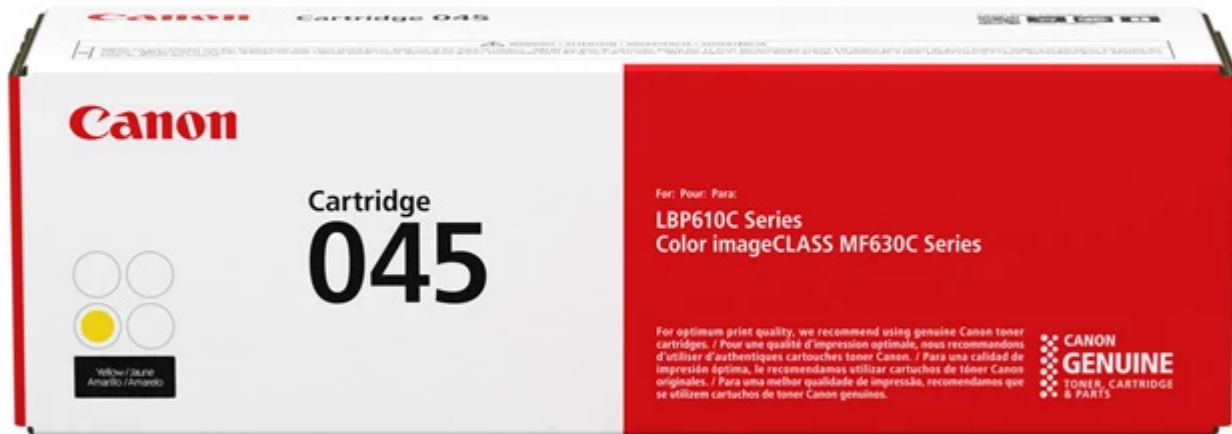 Canon Cartridge 045
WARNING / ATTENTION / ADVERTENCIA / ADVERTÊNCIA
Canon
Cartridge
045
Yellow / Jaune
Amarillo / Amarelo
For: Pour: Para:
LBP610C Series
Color imageCLASS MF630C Series
For optimum print quality, we recommend using genuine Canon toner
cartridges. / Pour une qualité d'impression optimale, nous recommandons
d'utiliser d'authentiques cartouches toner Canon. / Para una calidad de
impresión óptima, le recomendamos utilizar cartuchos de tóner Canon
originales. / Para uma melhor qualidade de impressão, recomendamos que
se utilizem cartuchos de toner Canon genuínos.
CANON
GENUINE
TONER, CARTRIDGE
& PARTS